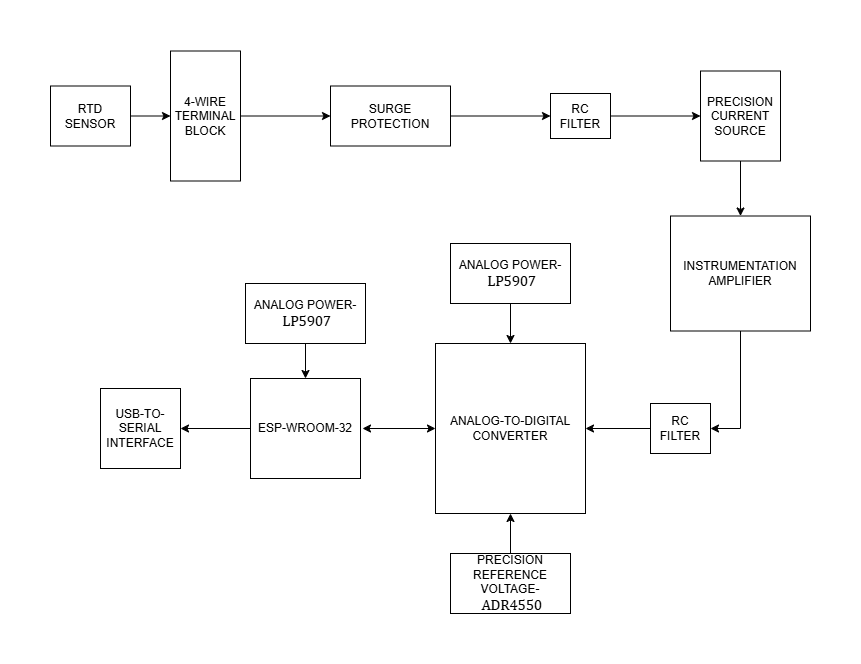 RTD
SENSOR
4-WIRE
TERMINAL
BLOCK
SURGE
PROTECTION
RC
FILTER
PRECISION
CURRENT
SOURCE
INSTRUMENTATION
AMPLIFIER
ANALOG POWER-
LP5907
ANALOG POWER-
LP5907
USB-TO-
SERIAL
INTERFACE
ESP-WROOM-32
ANALOG-TO-DIGITAL
CONVERTER
RC
FILTER
PRECISION
REFERENCE
VOLTAGE-
ADR4550